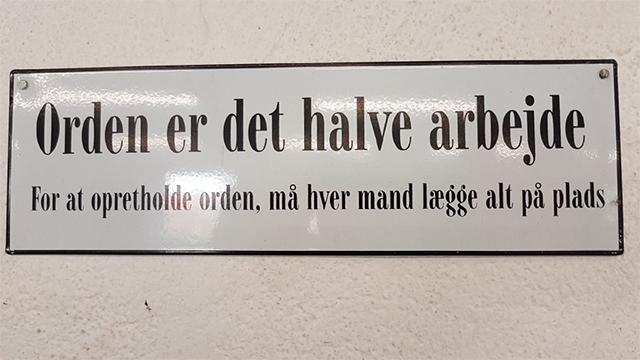 Orden er det halve arbejde
For at opretholde orden, må hver mand lægge alt på plads